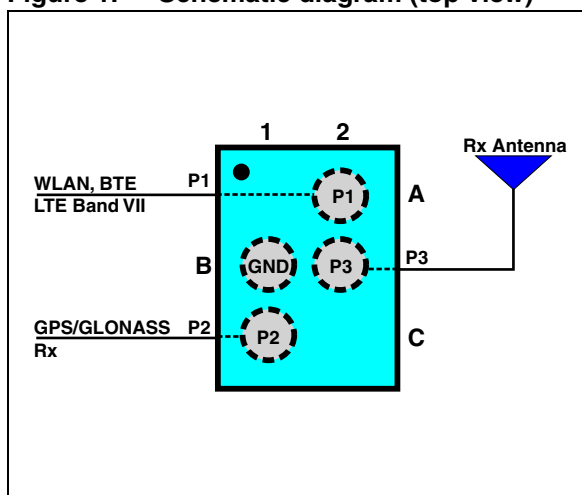 Figure 1. Schematic diagram (top view)
1 2
Rx Antenna
WLAN, BTE P1
LTE Band VII
P1
A
B
GND
P3
P3
GPS/GLONASS P2
Rx
P2
C